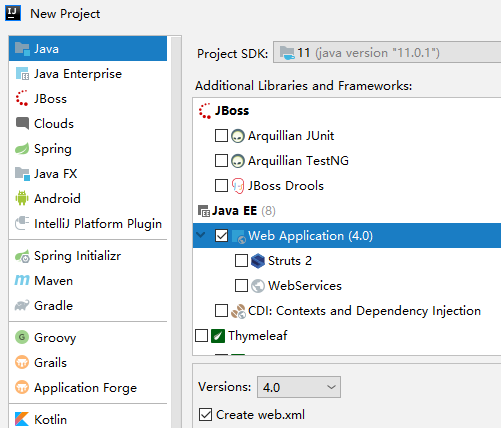 New Project
Java
Java Enterprise
JBoss
Clouds
Spring
Java FX
Android
IntelliJ Platform Plugin
Spring Initializr
Maven
Gradle
Groovy
Grails
Application Forge
Kotlin
Project SDK: 11 (java version "11.0.1")
Additional Libraries and Frameworks:
JBoss
Arquillian JUnit
Arquillian TestNG
JBoss Drools
Java EE (8)
Web Application (4.0)
Struts 2
WebServices
CDI: Contexts and Dependency Injection
Thymeleaf
Versions: 4.0
Create web.xml